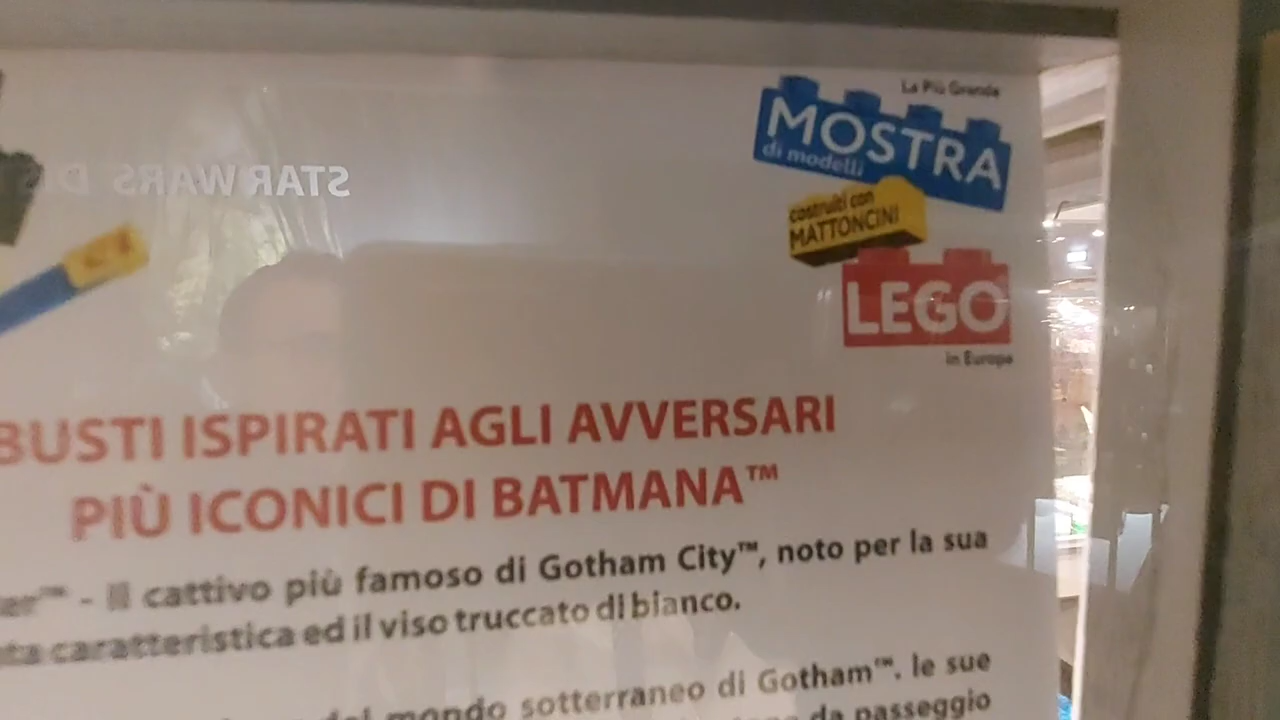 La Più Grande
MOSTRA
di modelli
costruiti con
MATTONCINI
LEGO
in Europa
STAR WARS
BUSTI ISPIRATI AGLI AVVERSARI
PIÙ ICONICI DI BATMANA™
- Il cattivo più famoso di Gotham City™, noto per la sua
caratteristica ed il viso truccato di bianco.
mondo sotterraneo di Gotham™. le sue
da passeggio